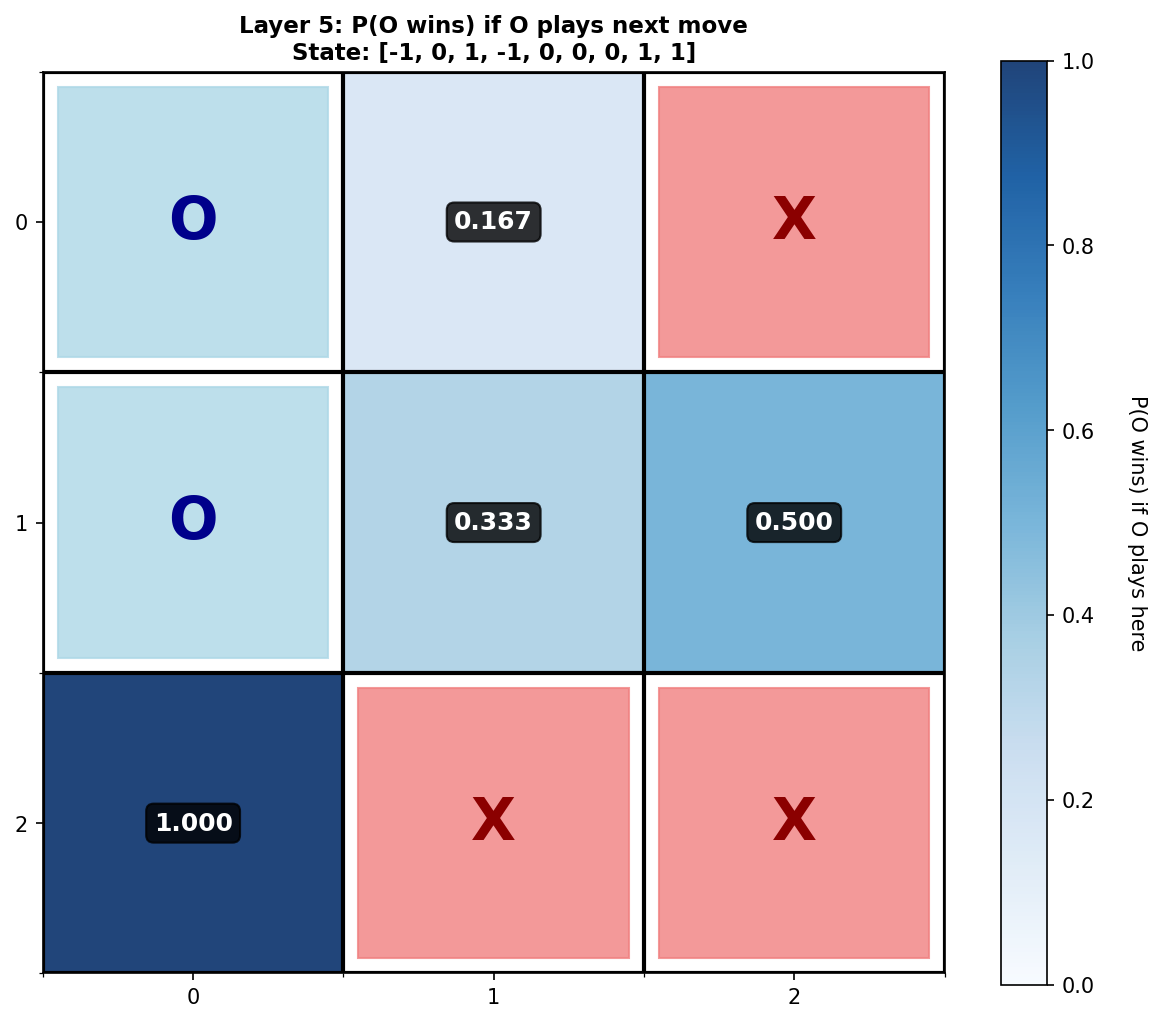 Layer 5: P(O wins) if O plays next move
State: [-1, 0, 1, -1, 0, 0, 0, 1, 1]
0
O
0.167
X
1
O
0.333
0.500
2
1.000
X
X
0
1
2
1.0
0.8
0.6
0.4
0.2
0.0
P(O wins) if O plays here